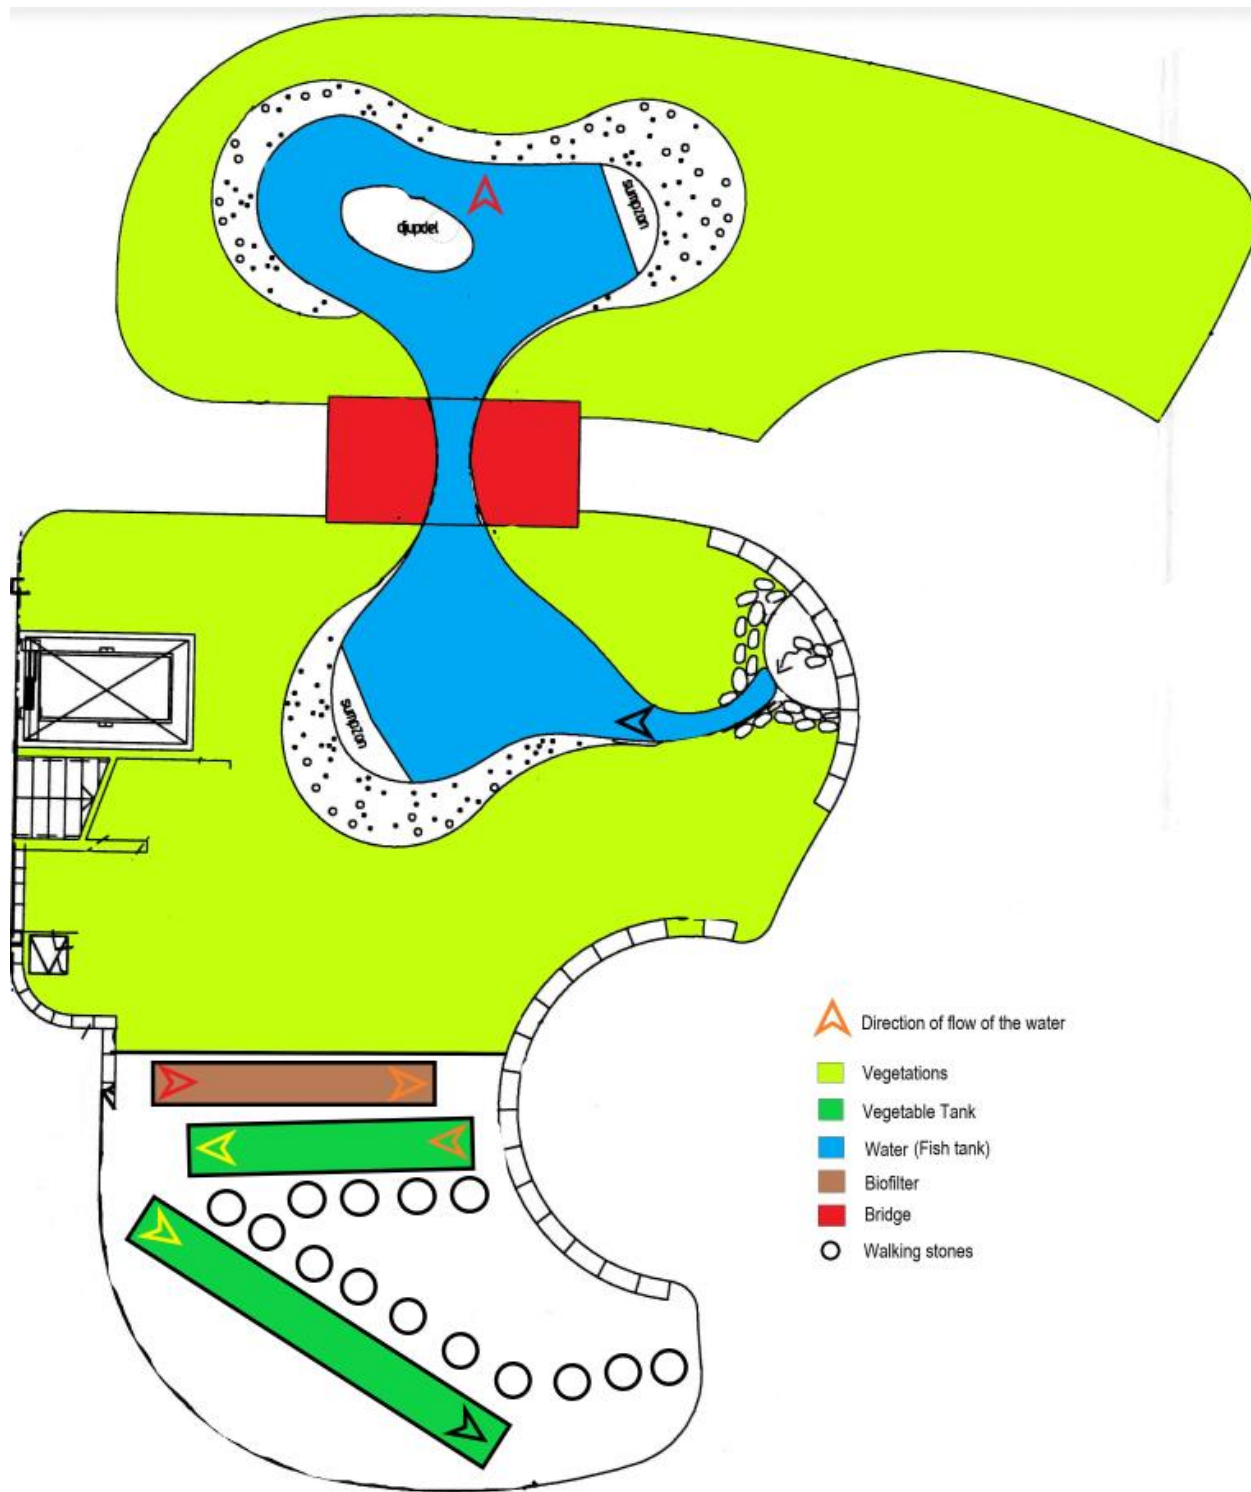 djupdel
sumpzon
sumpzon
Direction of flow of the water
Vegetations
Vegetable Tank
Water (Fish tank)
Biofilter
Bridge
Walking stones